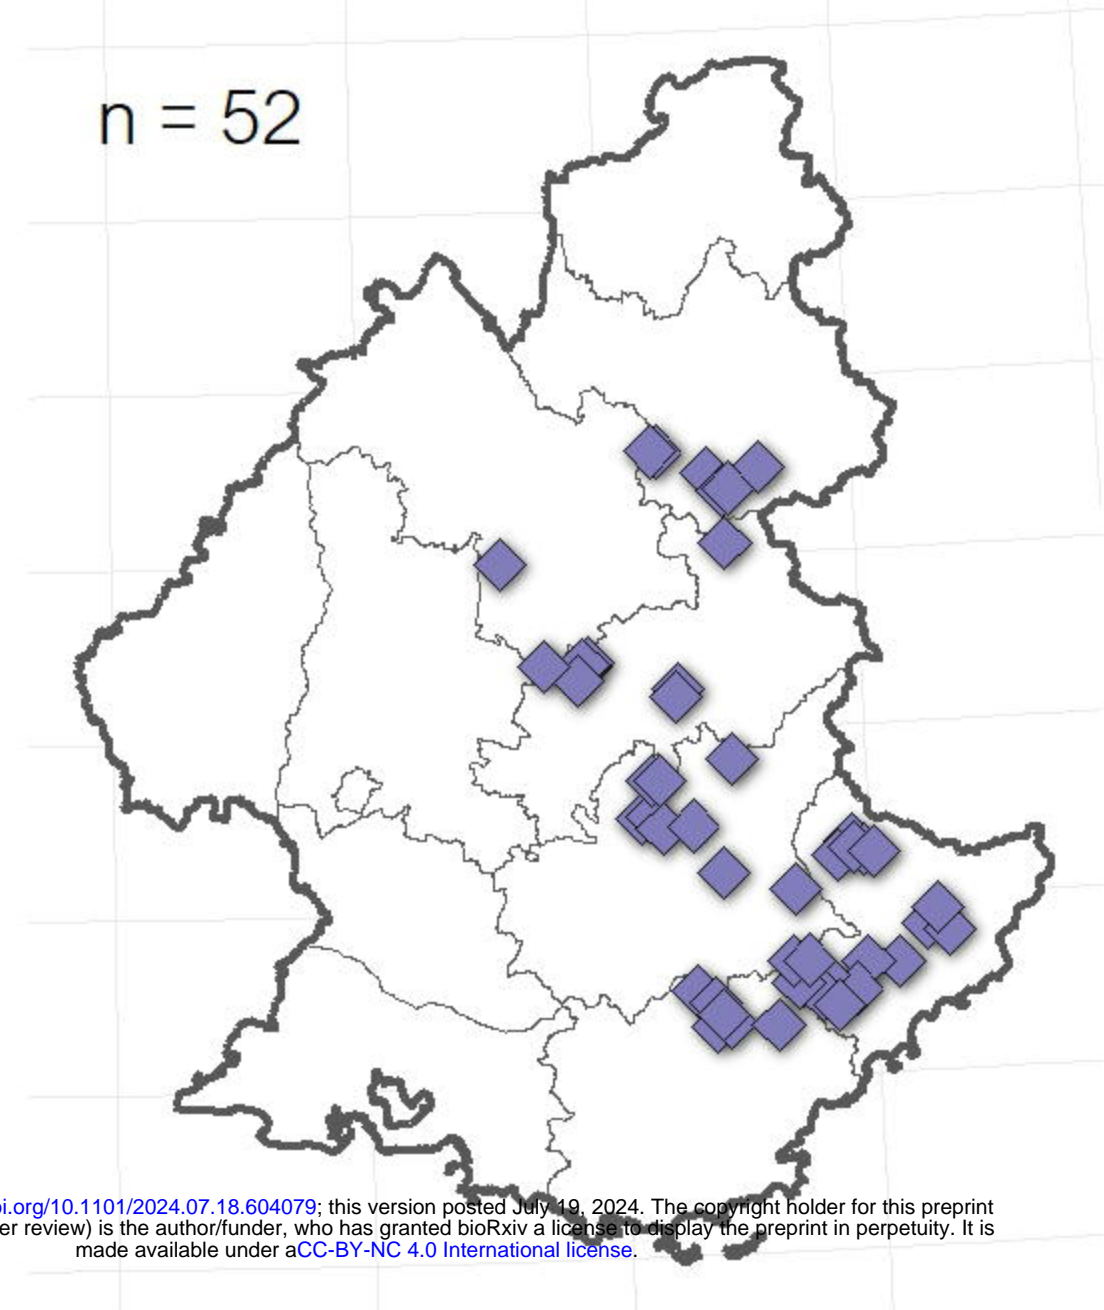 n = 52
oi.org/10.1101/2024.07.18.604079; this version posted July 19, 2024. The copyright holder for this preprint
er review) is the author/funder, who has granted bioRxiv a license to display the preprint in perpetuity. It is
made available under aCC-BY-NC 4.0 International license.